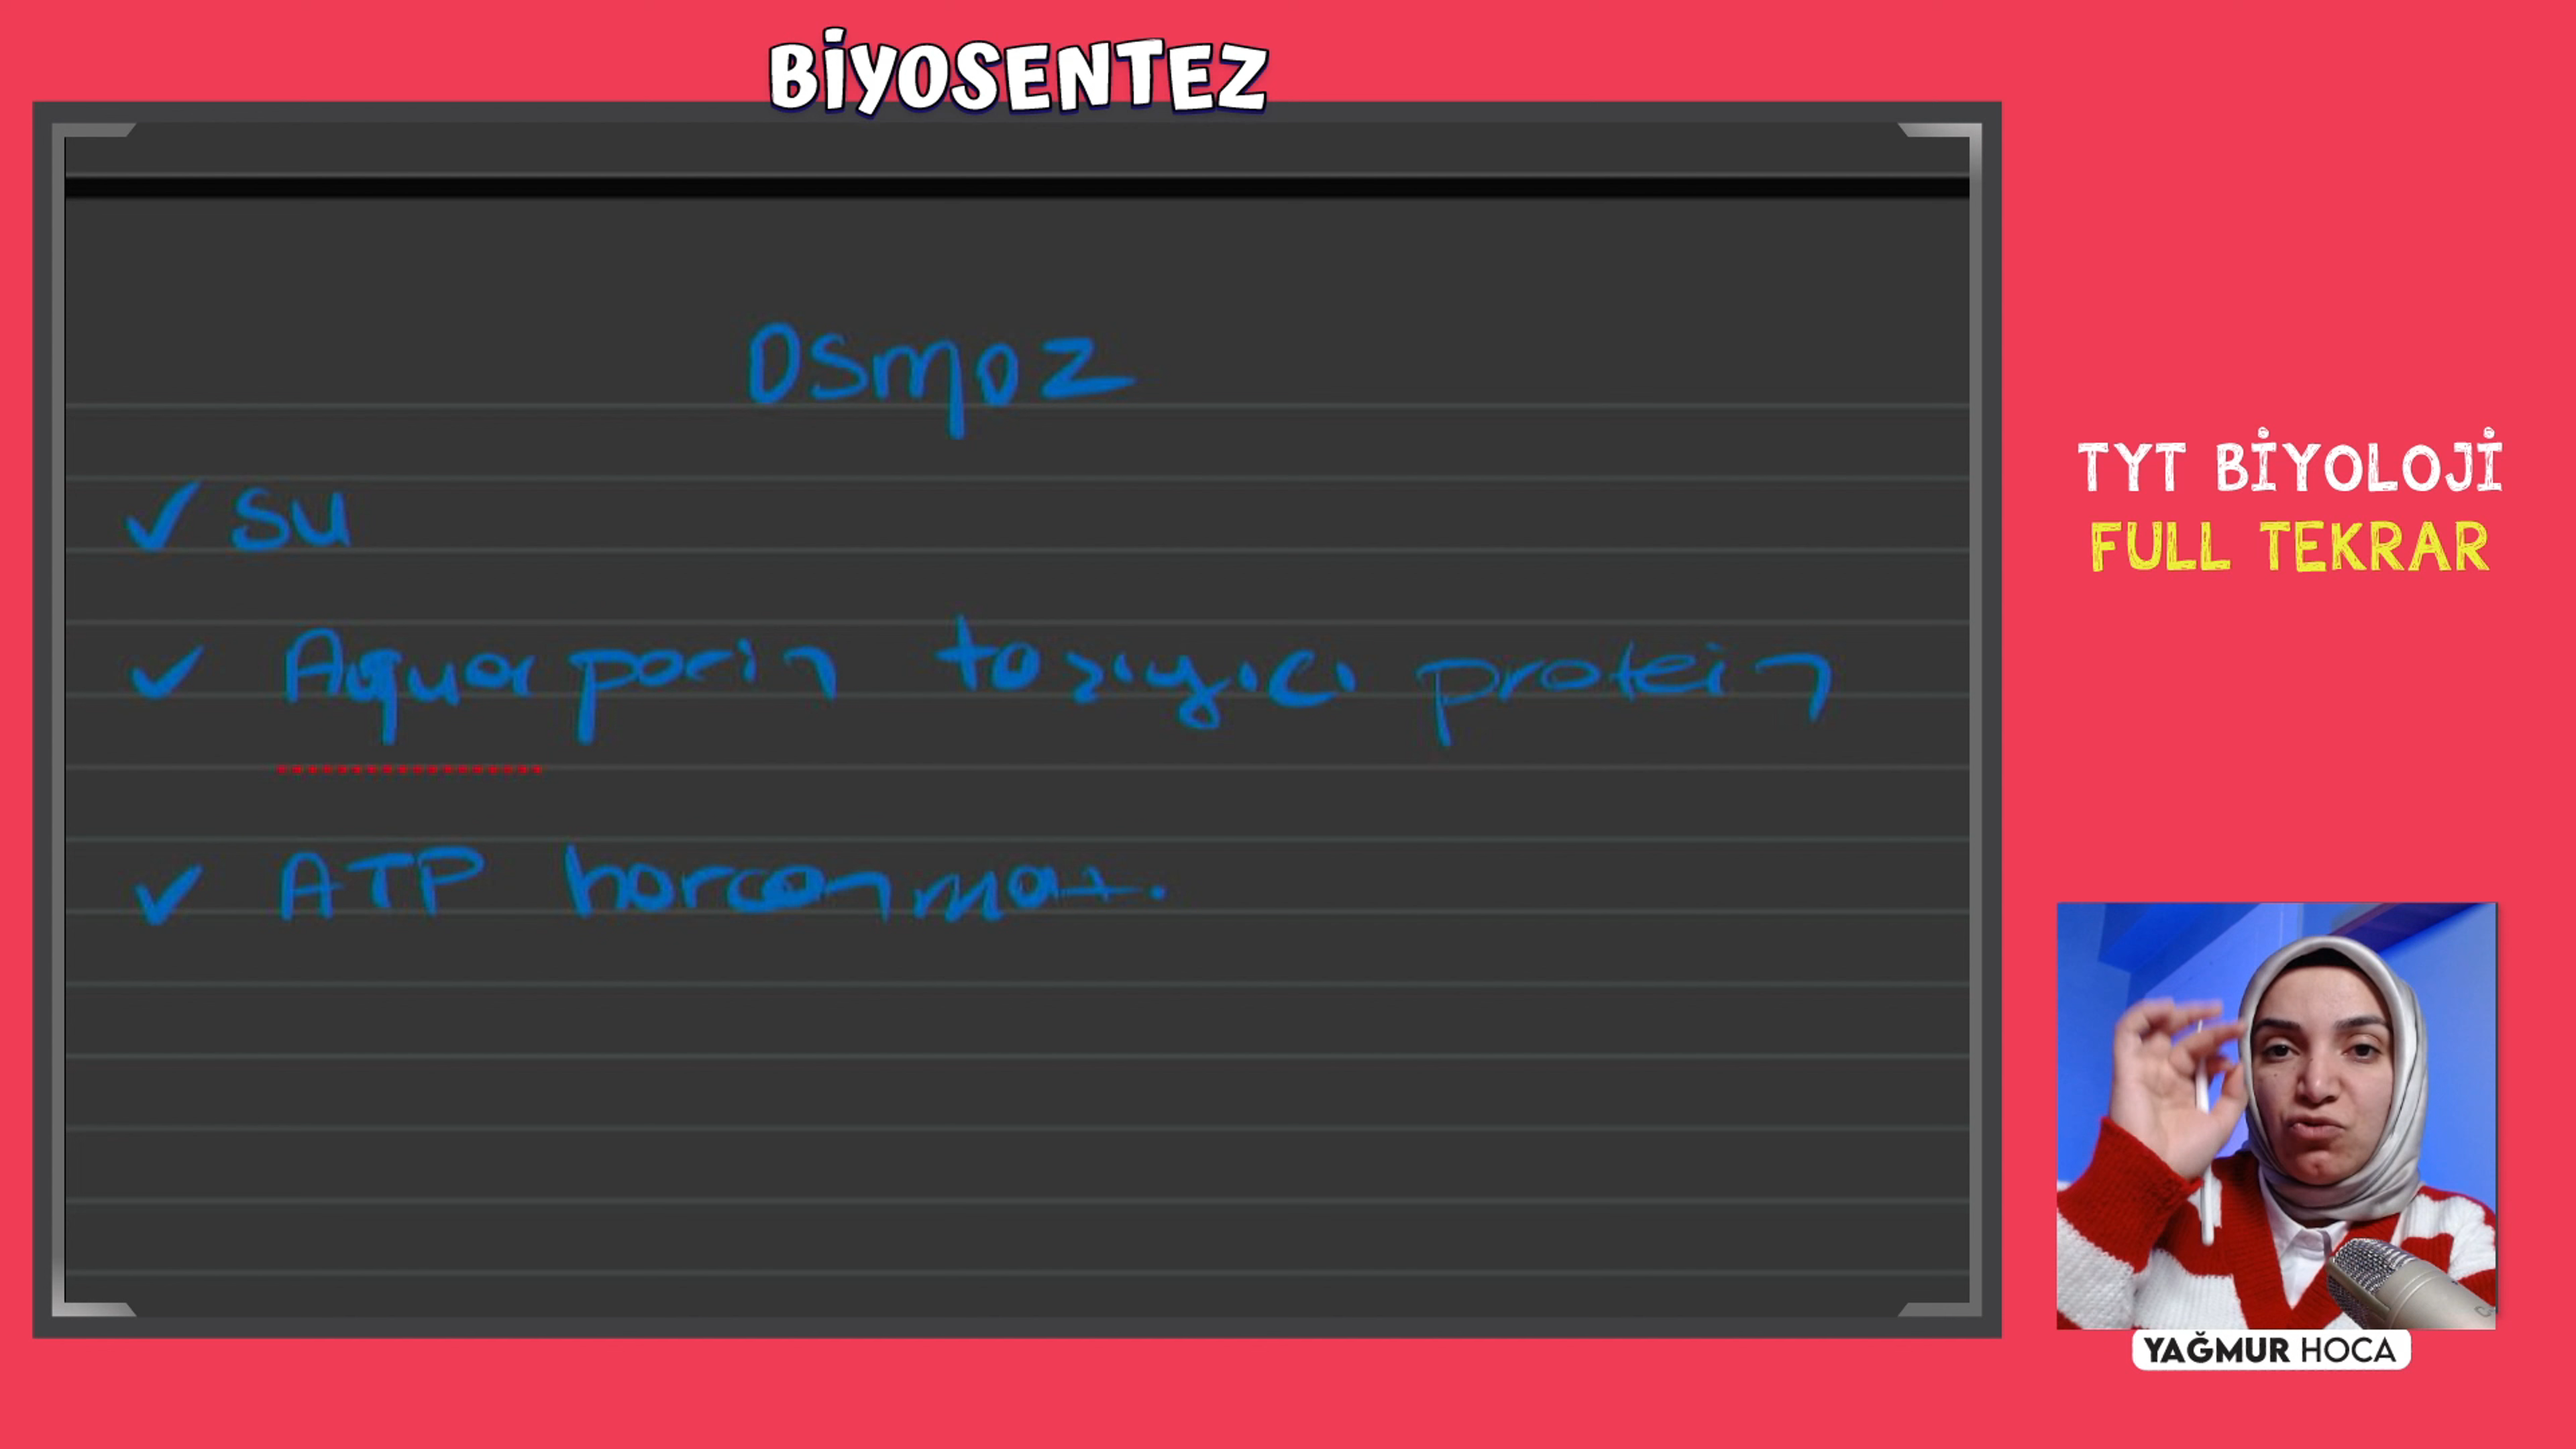 BİYOSENTEZ
Osmoz
✓ Su
✓ Aquaporin taşıyıcı protein
✓ ATP harcanmaz.
TYT BİYOLOJİ
FULL TEKRAR
YAĞMUR HOCA